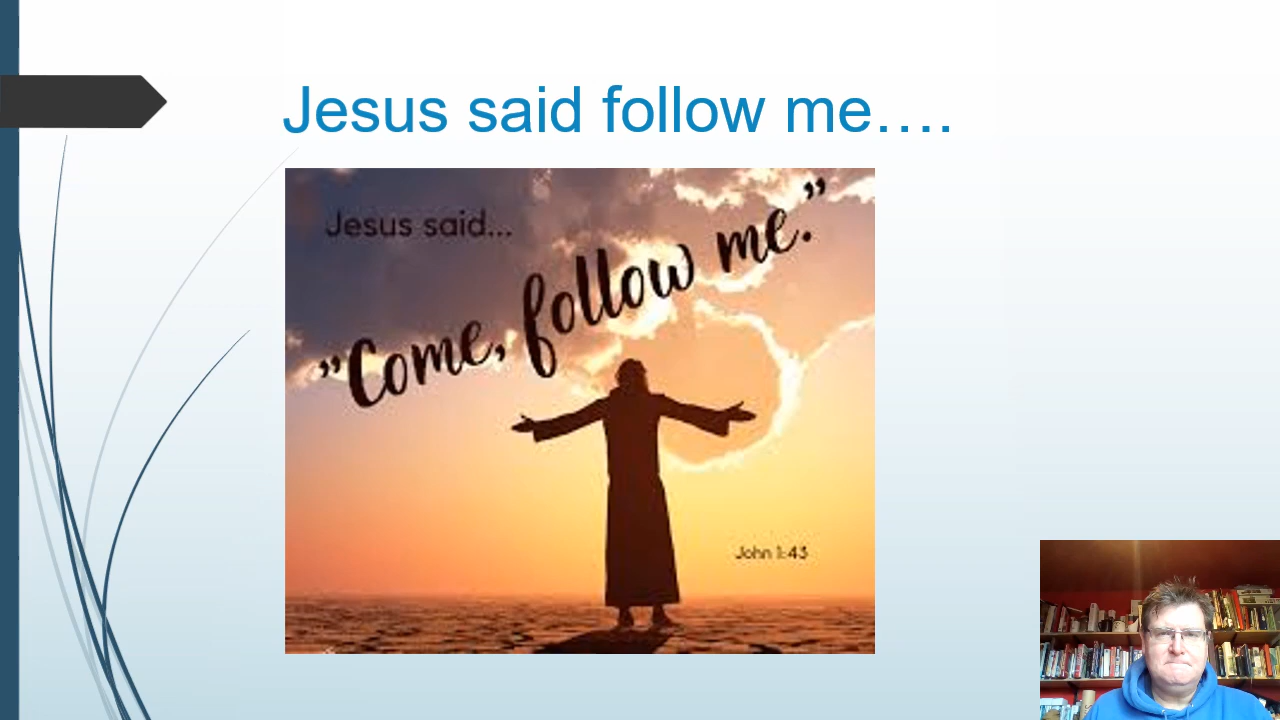 Jesus said follow me….
Jesus said...
”Come, follow me.”
John 1:43